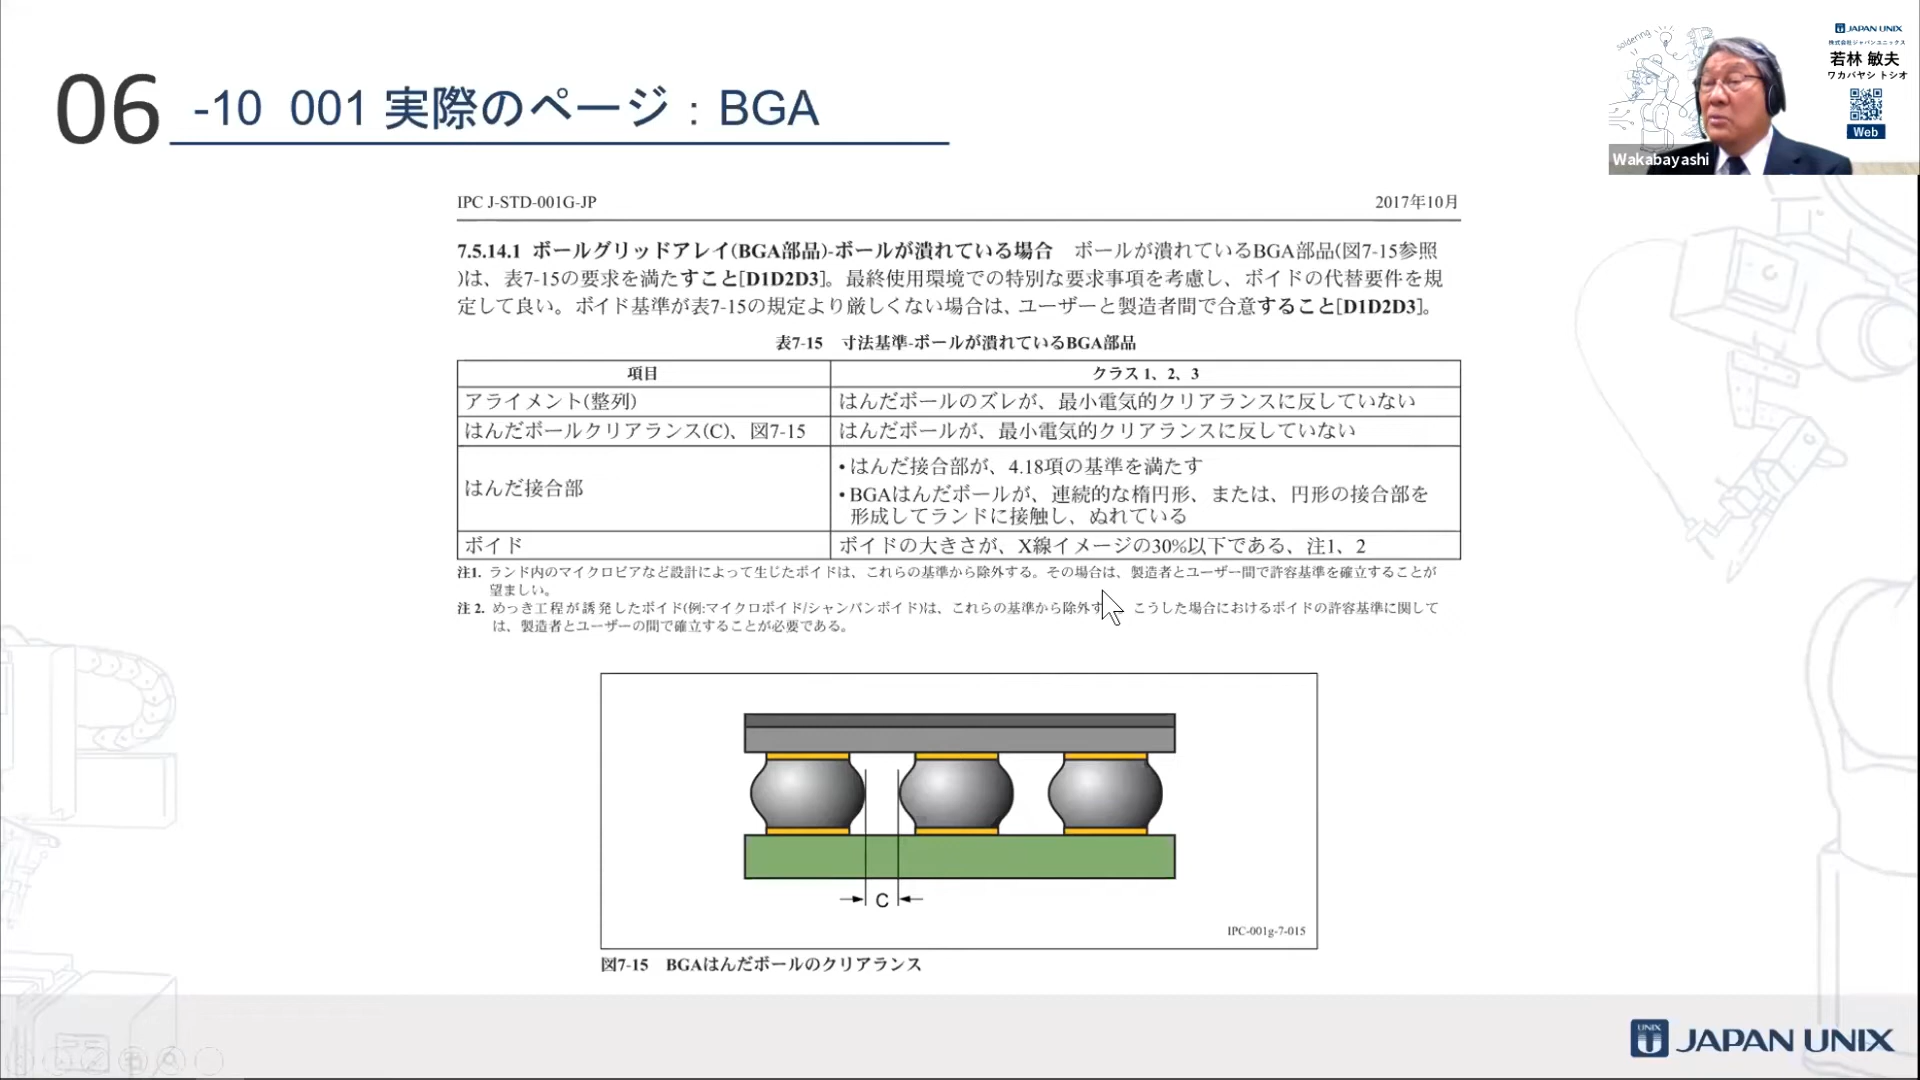 06 -10 001 実際のページ：BGA
soldering
JAPAN UNIX
株式会社ジャパンユニックス
若林 敏夫
ワカバヤシ トシオ
Web
Wakabayashi
IPC J-STD-001G-JP 2017年10月
7.5.14.1 ボールグリッドアレイ(BGA部品)-ボールが潰れている場合 ボールが潰れているBGA部品(図7-15参照
)は、表7-15の要求を満たすこと[D1D2D3]。最終使用環境での特別な要求事項を考慮し、ボイドの代替要件を規
定して良い。ボイド基準が表7-15の規定より厳しくない場合は、ユーザーと製造者間で合意すること[D1D2D3]。
表7-15 寸法基準-ボールが潰れているBGA部品
項目 クラス 1、2、3
アライメント(整列) はんだボールのズレが、最小電気的クリアランスに反していない
はんだボールクリアランス(C)、図7-15 はんだボールが、最小電気的クリアランスに反していない
はんだ接合部
• はんだ接合部が、4.18項の基準を満たす
• BGAはんだボールが、連続的な楕円形、または、円形の接合部を
形成してランドに接触し、ぬれている
ボイド ボイドの大きさが、X線イメージの30%以下である、注1、2
注1. ランド内のマイクロビアなど設計によって生じたボイドは、これらの基準から除外する。その場合は、製造者とユーザー間で許容基準を確立することが
望ましい。
注 2. めっき工程が誘発したボイド(例:マイクロボイド/シャンパンボイド)は、これらの基準から除外す こうした場合におけるボイドの許容基準に関して
は、製造者とユーザーの間で確立することが必要である。
C
IPC-001g-7-015
図7-15 BGAはんだボールのクリアランス
UNIX JAPAN UNIX